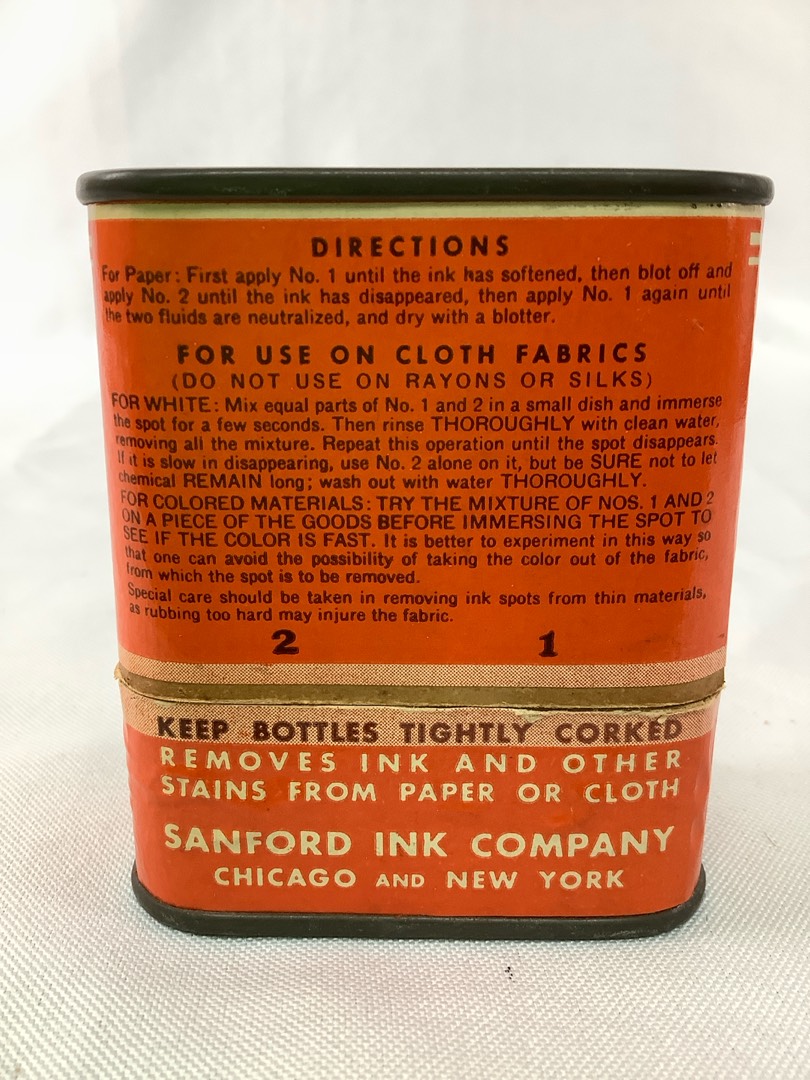 DIRECTIONS
For Paper: First apply No. 1 until the ink has softened, then blot off and
apply No. 2 until the ink has disappeared, then apply No. 1 again until
the two fluids are neutralized, and dry with a blotter.
FOR USE ON CLOTH FABRICS
(DO NOT USE ON RAYONS OR SILKS)
FOR WHITE: Mix equal parts of No. 1 and 2 in a small dish and immerse
the spot for a few seconds. Then rinse THOROUGHLY with clean water,
removing all the mixture. Repeat this operation until the spot disappears.
If it is slow in disappearing, use No. 2 alone on it, but be SURE not to let
chemical REMAIN long; wash out with water THOROUGHLY.
FOR COLORED MATERIALS: TRY THE MIXTURE OF NOS. 1 AND 2
ON A PIECE OF THE GOODS BEFORE IMMERSING THE SPOT TO
SEE IF THE COLOR IS FAST. It is better to experiment in this way so
that one can avoid the possibility of taking the color out of the fabric,
from which the spot is to be removed.
Special care should be taken in removing ink spots from thin materials,
as rubbing too hard may injure the fabric.
2 1
KEEP BOTTLES TIGHTLY CORKED
REMOVES INK AND OTHER
STAINS FROM PAPER OR CLOTH
SANFORD INK COMPANY
CHICAGO AND NEW YORK